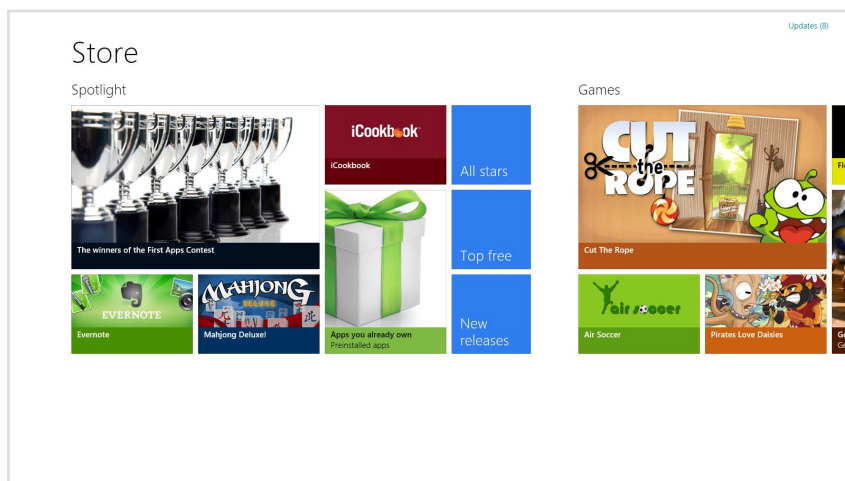 Updates (8)
Store
Spotlight
The winners of the First Apps Contest
iCookbook
iCookbook
All stars
EVERNOTE
Evernote
MAHJONG
DELUXE
Mahjong Deluxe!
Apps you already own
Preinstalled apps
Top free
New
releases
Games
CUT
the
ROPE
Cut The Rope
air soccer
Air Soccer
Pirates Love Daisies